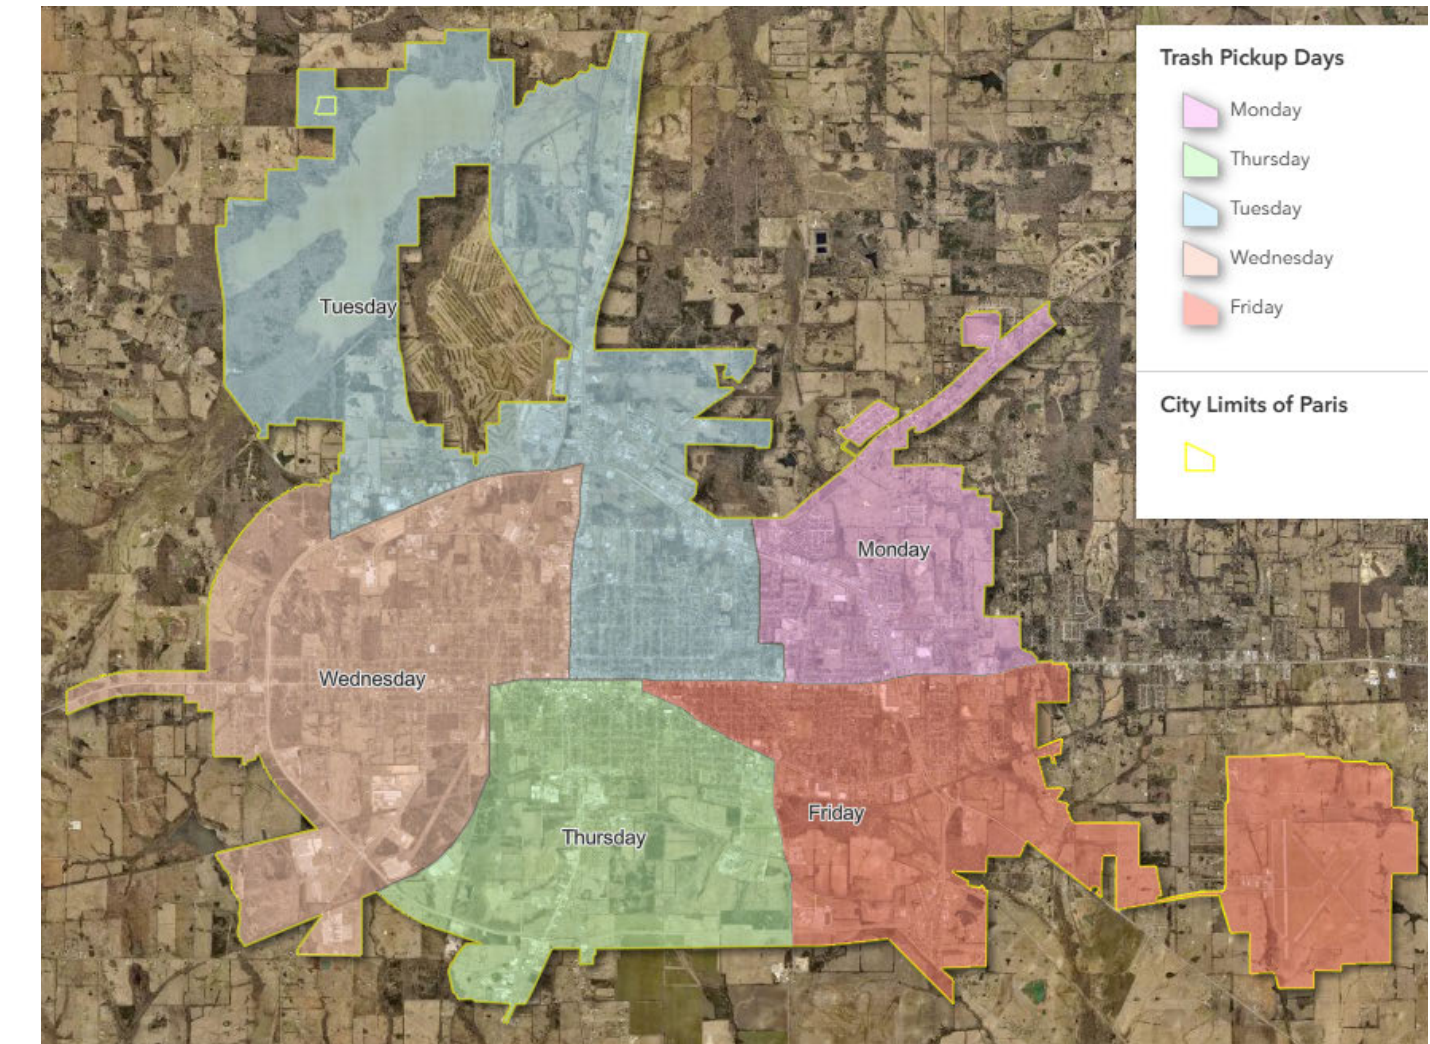 Trash Pickup Days
Monday
Thursday
Tuesday
Wednesday
Friday
City Limits of Paris
Tuesday
Monday
Wednesday
Friday
Thursday